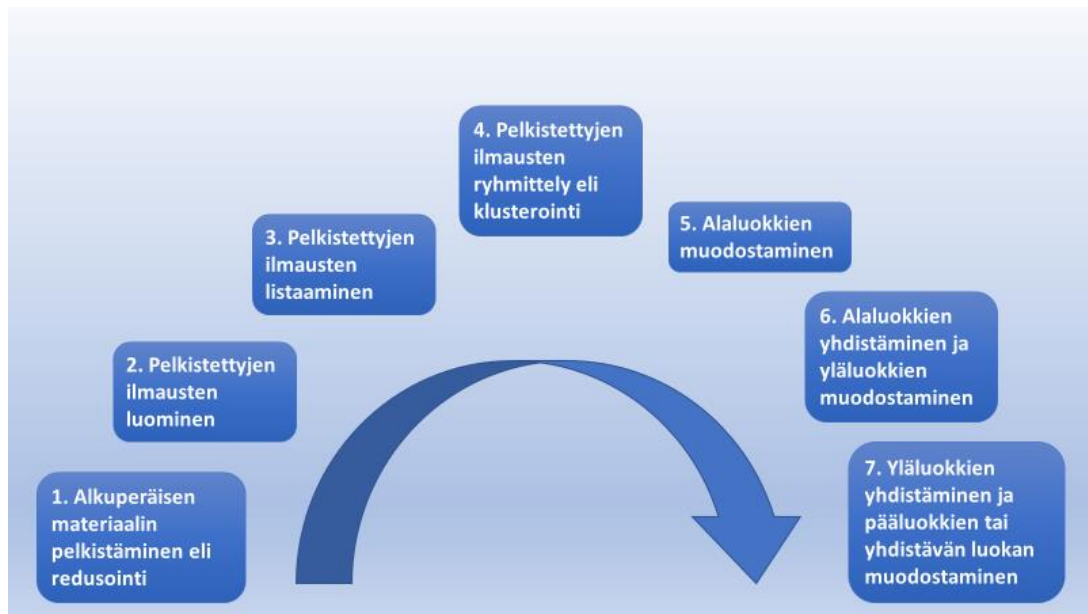 1. Alkuperäisen
materiaalin
pelkistäminen eli
redusointi
2. Pelkistettyjen
ilmausten
luominen
3. Pelkistettyjen
ilmausten
listaaminen
4. Pelkistettyjen
ilmausten
ryhmittely eli
klusterointi
5. Alaluokkien
muodostaminen
6. Alaluokkien
yhdistäminen ja
yläluokkien
muodostaminen
7. Yläluokkien
yhdistäminen ja
pääluokkien tai
yhdistävän luokan
muodostaminen